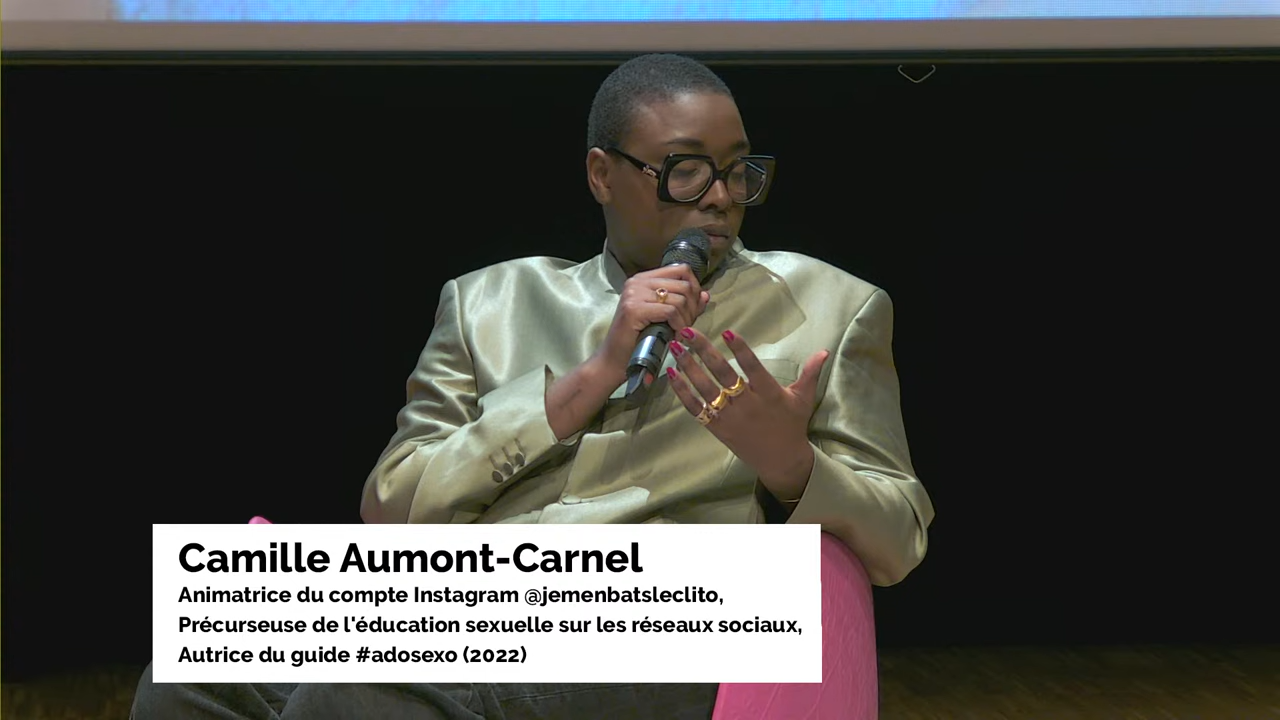 Camille Aumont-Carnel
Animatrice du compte Instagram @jemenbatsleclito,
Précurseuse de l'éducation sexuelle sur les réseaux sociaux,
Autrice du guide #adosexo (2022)